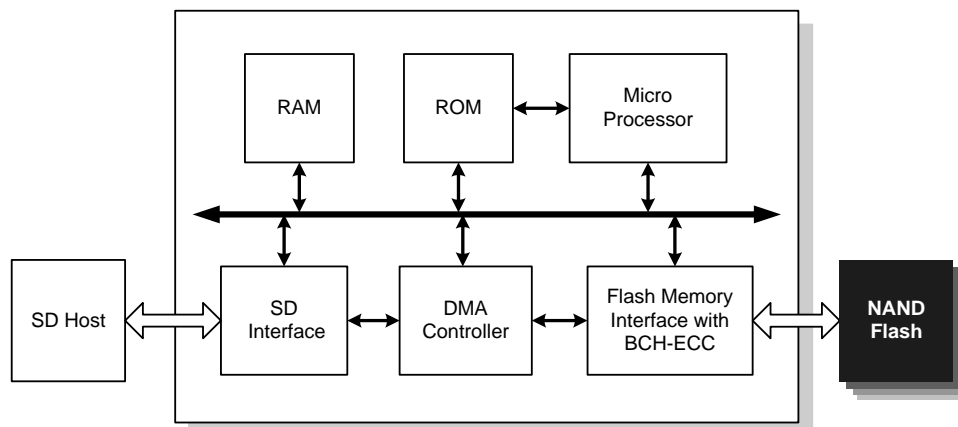 RAM
ROM
Micro
Processor
SD Host
SD
Interface
DMA
Controller
Flash Memory
Interface with
BCH-ECC
NAND
Flash